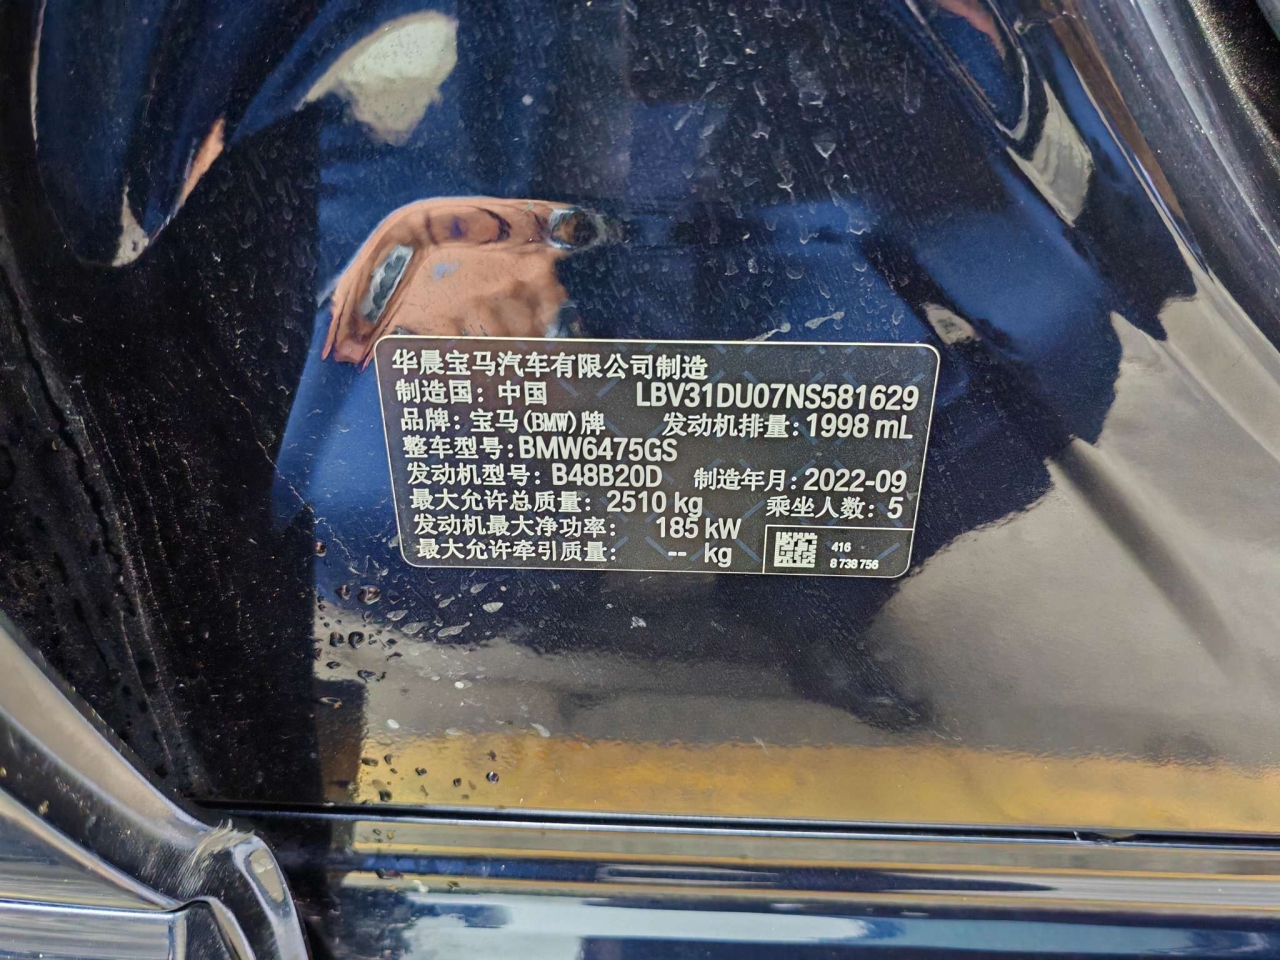 华晨宝马汽车有限公司制造
制造国：中国 LBV31DU07NS581629
品牌：宝马(BMW)牌 发动机排量：1998 mL
整车型号：BMW6475GS
发动机型号：B48B20D 制造年月：2022-09
最大允许总质量：2510 kg 乘坐人数：5
发动机最大净功率：185 kW
最大允许牵引质量：-- kg
416
8 738 756